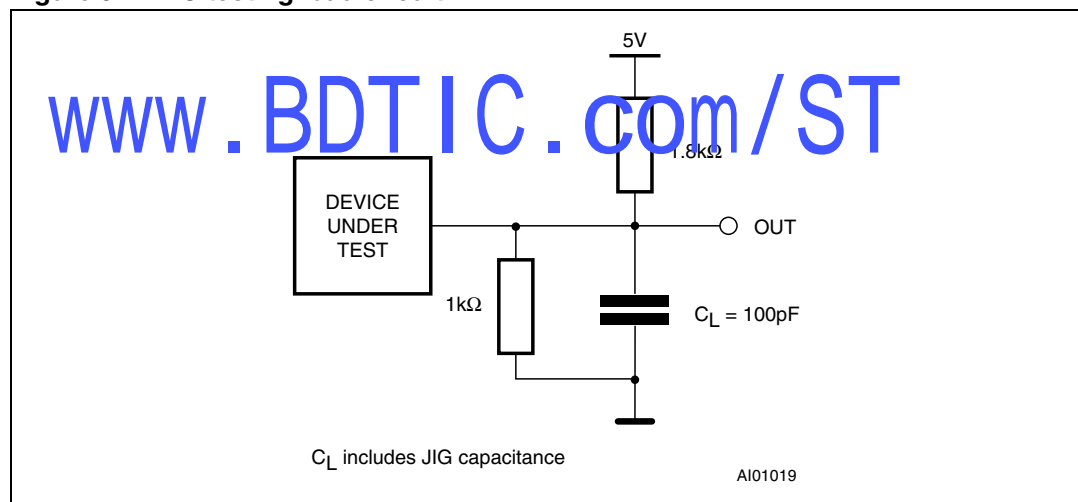 5V
www.BDTIC.com/ST
1.8kΩ
DEVICE
UNDER
TEST
OUT
1kΩ
CL = 100pF
CL includes JIG capacitance
AI01019